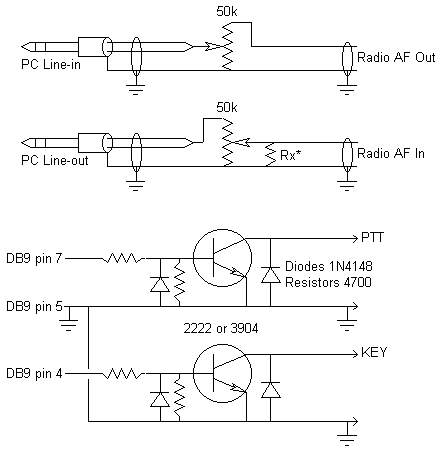 50k
PC Line-in
Radio AF Out
50k
PC Line-out
Rx*
Radio AF In
PTT
DB9 pin 7
Diodes 1N4148
Resistors 4700
DB9 pin 5
2222 or 3904
KEY
DB9 pin 4